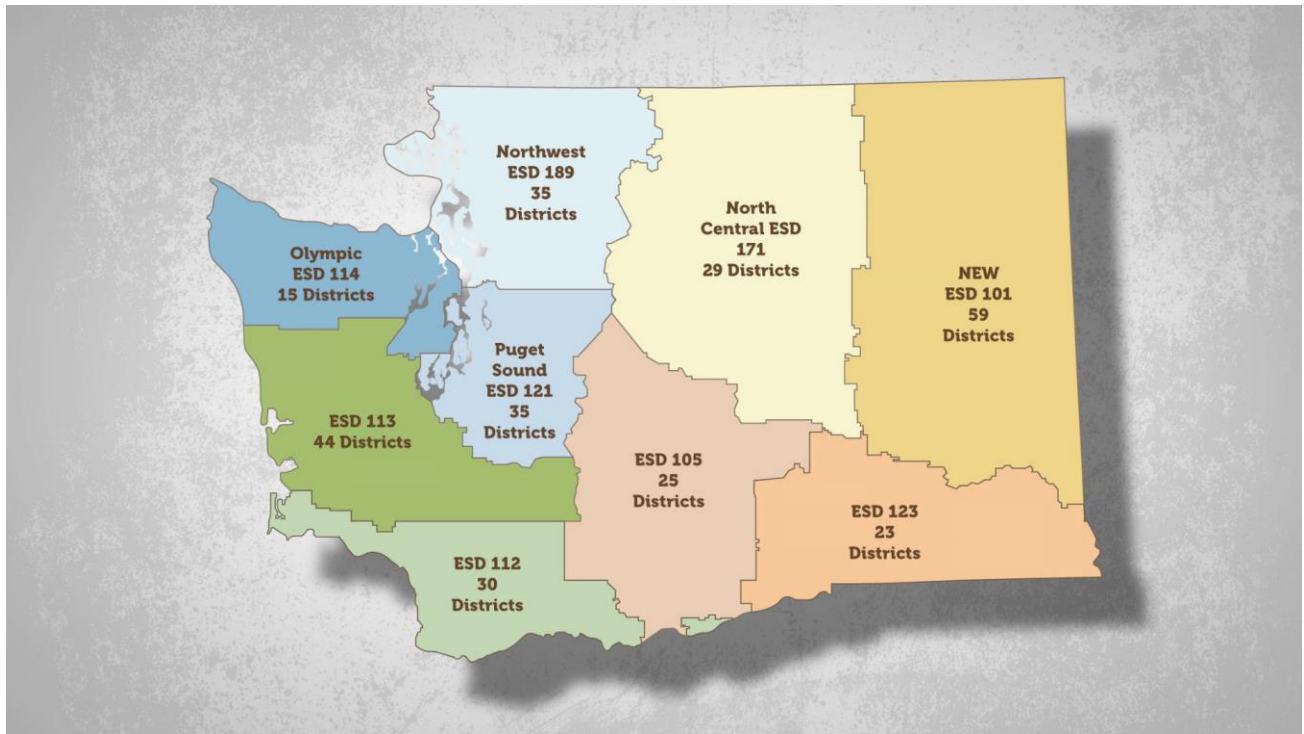 Northwest
ESD 189
35
Districts
North
Central ESD
171
29 Districts
Olympic
ESD 114
15 Districts
NEW
ESD 101
59
Districts
Puget
Sound
ESD 121
35
Districts
ESD 113
44 Districts
ESD 105
25
Districts
ESD 123
23
Districts
ESD 112
30
Districts